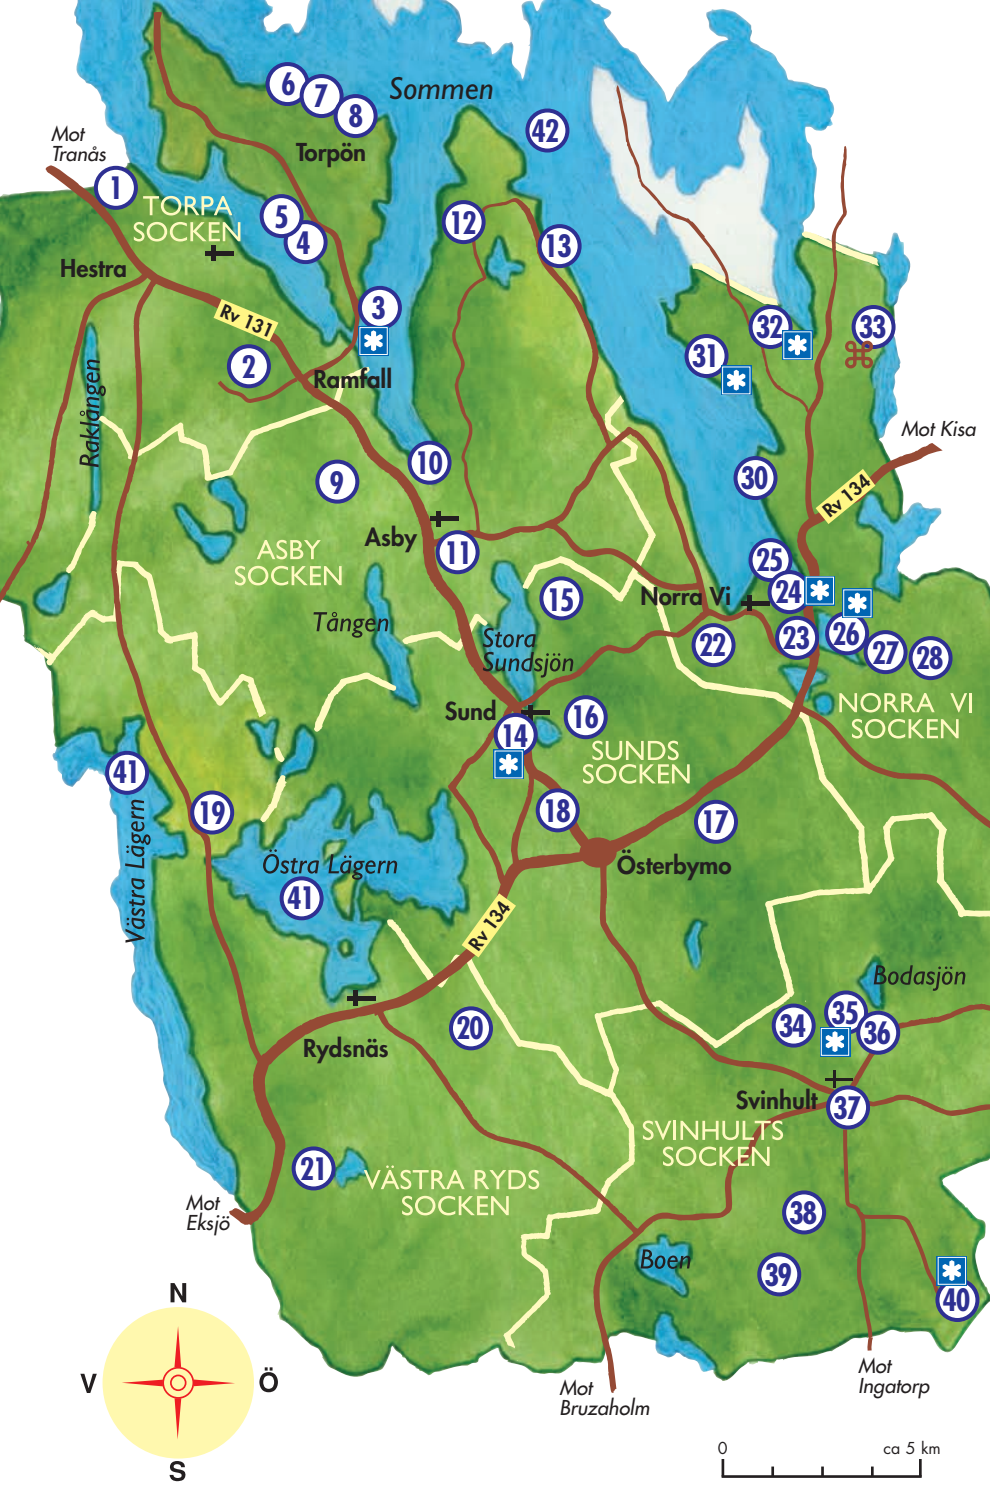 6
7
8
Sommen
42
Mot
Tranås
Torpön
1
TORPA
SOCKEN
5
4
12
13
Hestra
3
Rv 131
32
33
31
2
Ramfall
Raklången
Mot Kisa
9
10
30
Rv 134
Asby
11
ASBY
SOCKEN
25
24
15
Norra Vi
Tången
Stora
Sundsjön
22
23
26
27
28
NORRA VI
SOCKEN
Sund
14
16
SUNDS
SOCKEN
41
19
18
17
Västra Lägern
Östra Lägern
41
Österbymo
Rv 134
Bodasjön
20
34
35
36
Rydsnäs
Svinhult
37
SVINHULTS
SOCKEN
21
VÄSTRA RYDS
SOCKEN
Mot
Eksjö
38
Boen
39
40
N
V
Ö
S
Mot
Bruzaholm
Mot
Ingatorp
0
ca 5 km